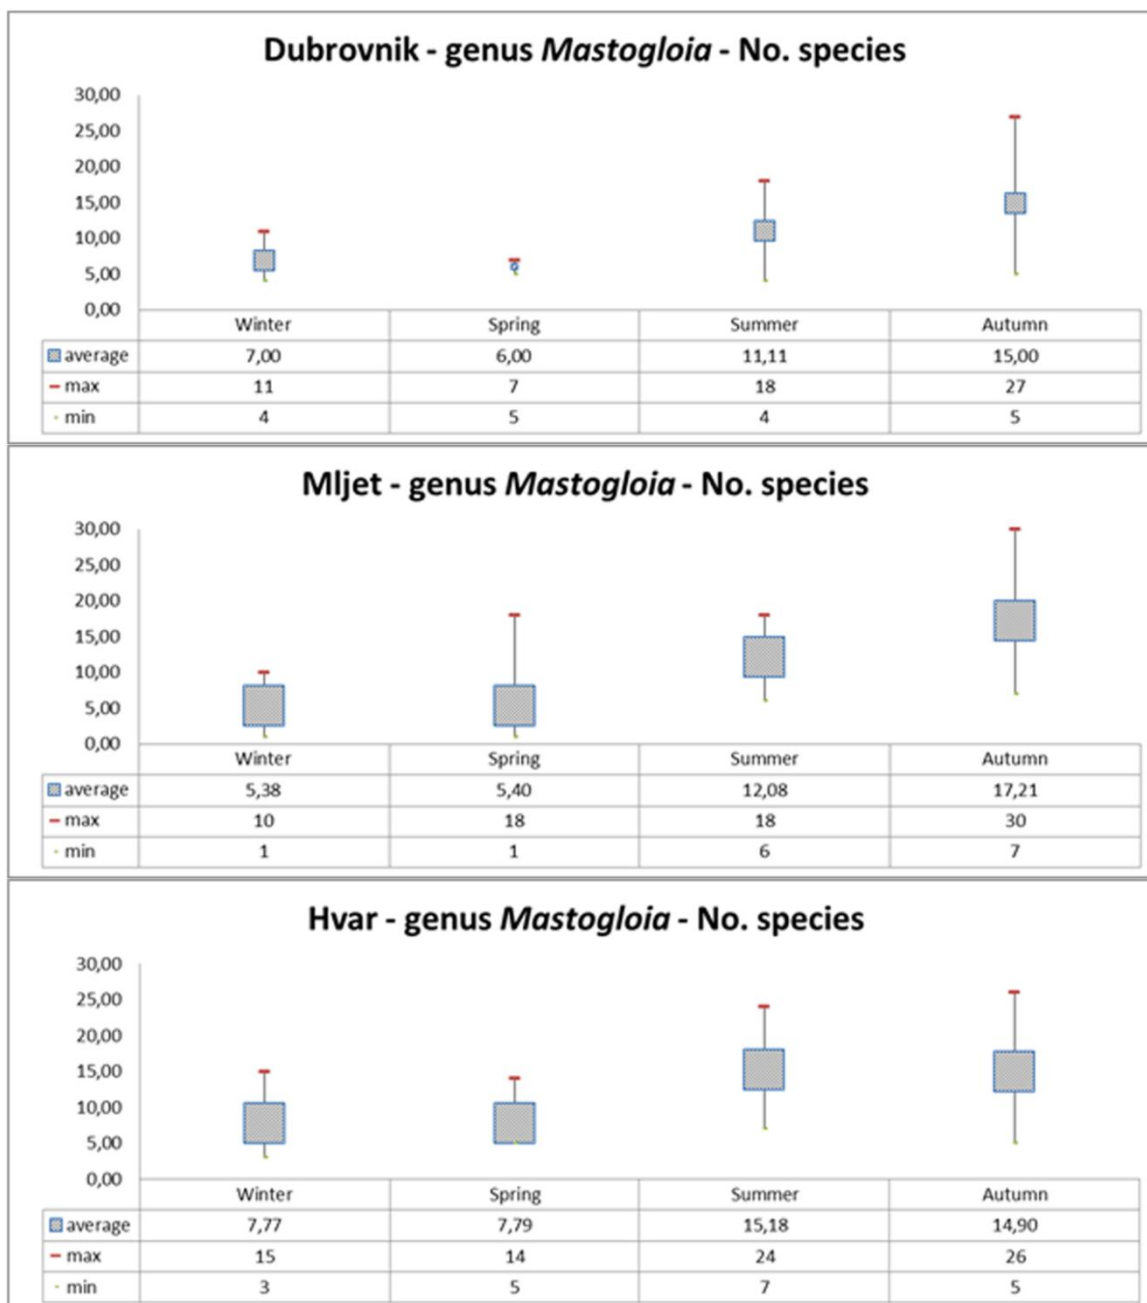 Dubrovnik - genus Mastogloia - No. species
30,00
25,00
20,00
15,00
10,00
5,00
0,00
Winter Spring Summer Autumn
average 7,00 6,00 11,11 15,00
max 11 7 18 27
min 4 5 4 5
Mljet - genus Mastogloia - No. species
30,00
25,00
20,00
15,00
10,00
5,00
0,00
Winter Spring Summer Autumn
average 5,38 5,40 12,08 17,21
max 10 18 18 30
min 1 1 6 7
Hvar - genus Mastogloia - No. species
30,00
25,00
20,00
15,00
10,00
5,00
0,00
Winter Spring Summer Autumn
average 7,77 7,79 15,18 14,90
max 15 14 24 26
min 3 5 7 5